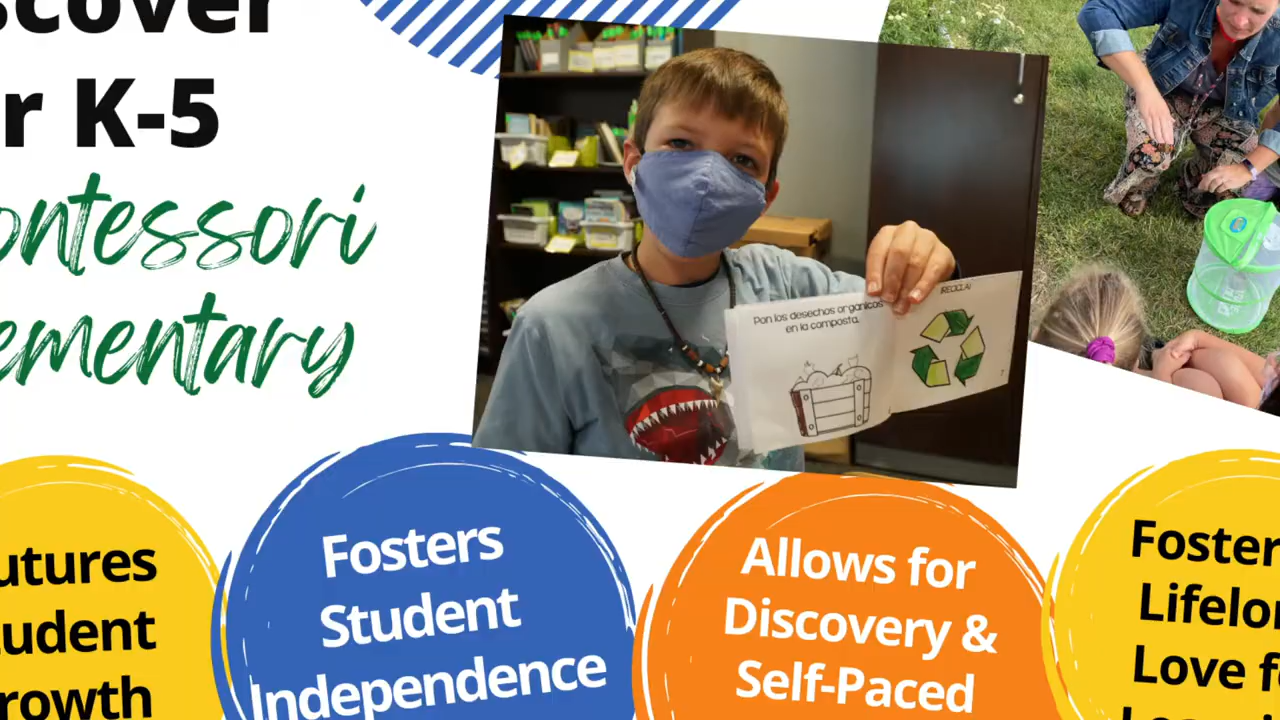 scover
r K-5
ontessori
ementary
Pon los desechos orgánicos
en la composta.
¡RECICLA!
utures
tudent
rowth
Fosters
Student
Independence
Allows for
Discovery &
Self-Paced
Foster
Lifelon
Love f